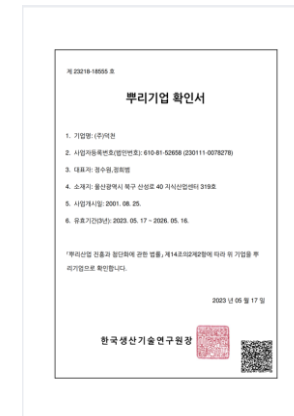 제 23218-18555 호
뿌리기업 확인서
1. 기업명: (주)덕천
2. 사업자등록번호(법인번호): 610-81-52658 (230111-0078278)
3. 대표자: 정수원,정희범
4. 소재지: 울산광역시 북구 산성로 40 지식산업센터 319호
5. 사업개시일: 2001. 08. 25.
6. 유효기간(3년): 2023. 05. 17 ~ 2026. 05. 16.
「뿌리산업 진흥과 첨단화에 관한 법률」 제14조의2제2항에 따라 위 기업을 뿌
리기업으로 확인합니다.
2023 년 05 월 17 일
한국생산기술연구원장